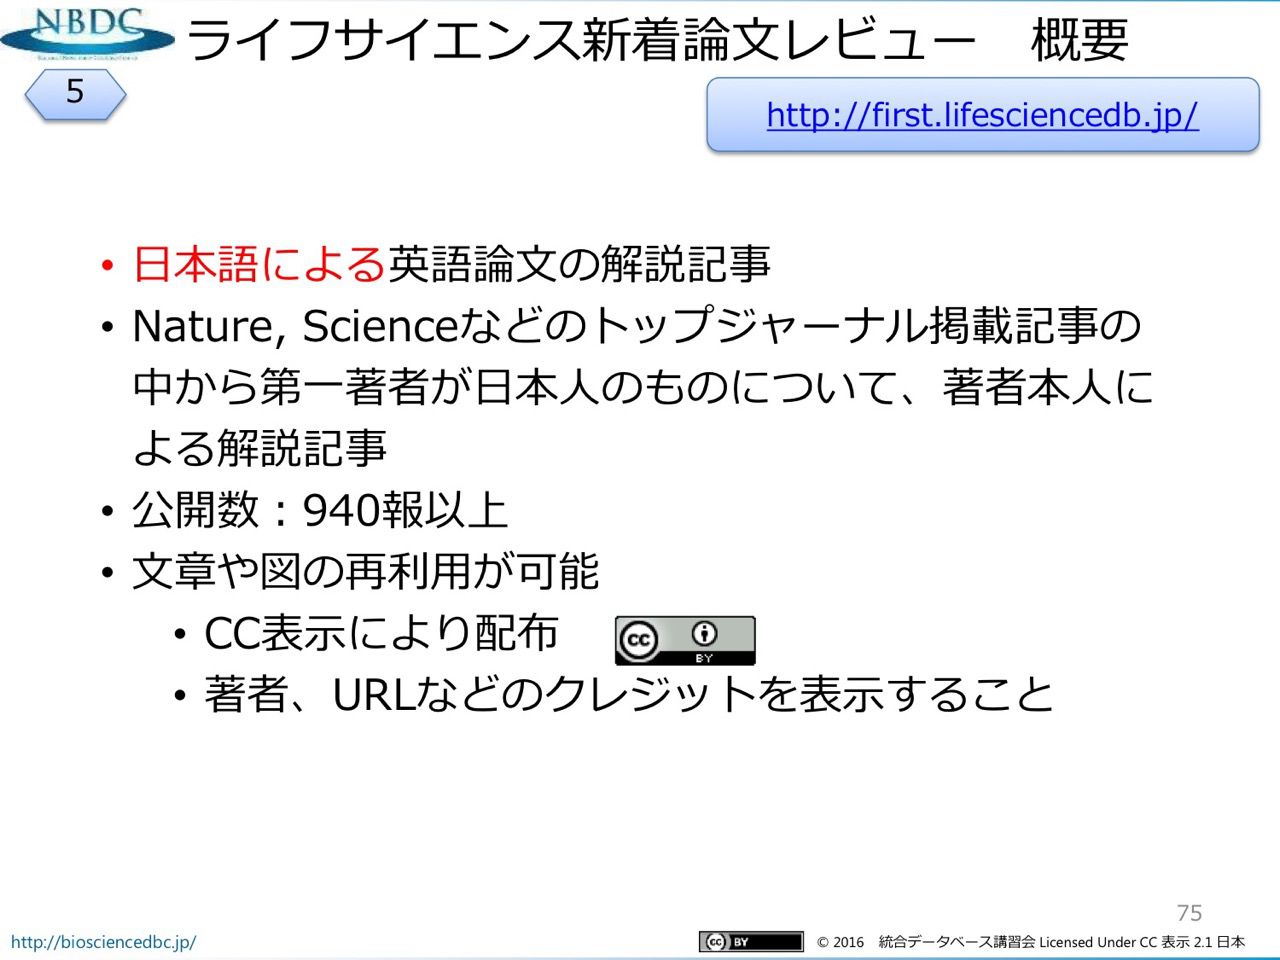 NBDC
ライフサイエンス新着論文レビュー　概要
5
http://first.lifesciencedb.jp/
• 日本語による英語論文の解説記事
• Nature, Scienceなどのトップジャーナル掲載記事の
中から第一著者が日本人のものについて、著者本人に
よる解説記事
• 公開数：940報以上
• 文章や図の再利用が可能
• CC表示により配布
cc BY
• 著者、URLなどのクレジットを表示すること
75
http://biosciencedbc.jp/
cc BY
© 2016　統合データベース講習会 Licensed Under CC 表示 2.1 日本